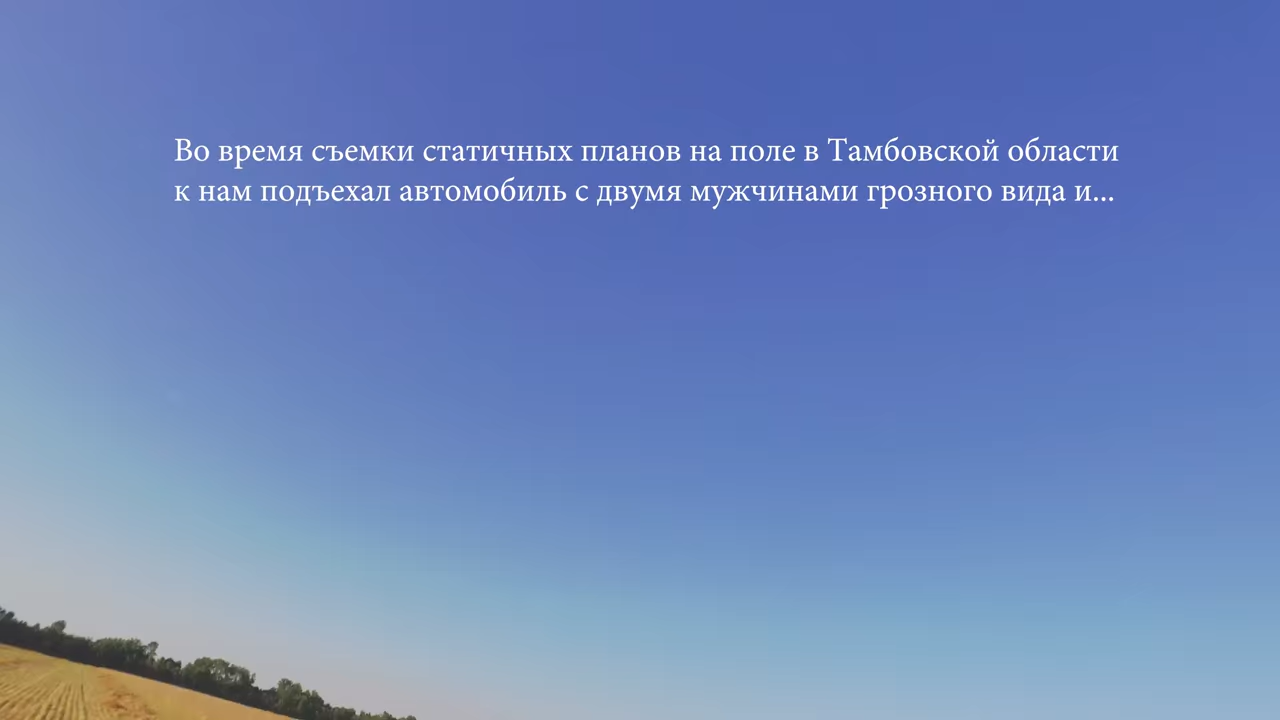 Во время съемки статичных планов на поле в Тамбовской области
к нам подъехал автомобиль с двумя мужчинами грозного вида и...